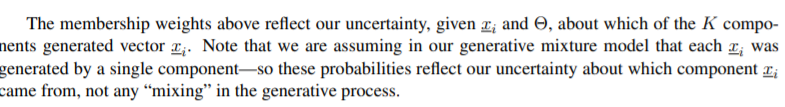 The membership weights above reflect our uncertainty, given x_i and Θ, about which of the K compo-
nents generated vector x_i. Note that we are assuming in our generative mixture model that each x_i was
generated by a single component—so these probabilities reflect our uncertainty about which component x_i
came from, not any “mixing” in the generative process.